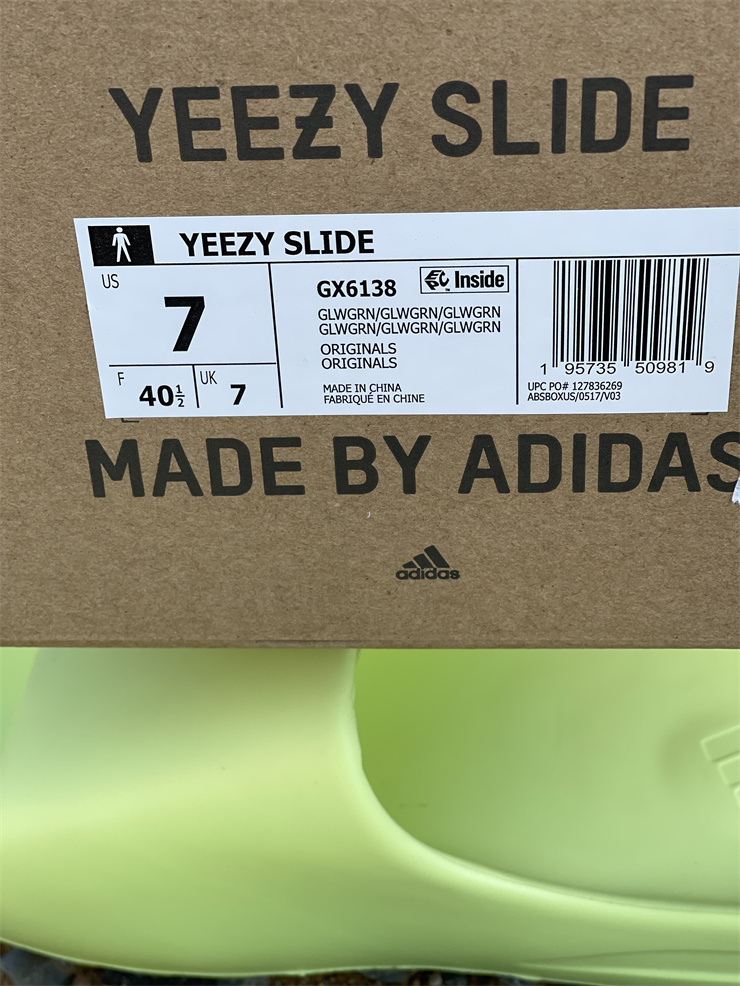 YEEZY SLIDE
YEEZY SLIDE
US
7
F
40½
UK
7
GX6138
EC Inside
GLWGRN/GLWGRN/GLWGRN
GLWGRN/GLWGRN/GLWGRN
ORIGINALS
ORIGINALS
MADE IN CHINA
FABRIQUÉ EN CHINE
1 95735 50981 9
UPC PO# 127836269
ABSBOXUS/0517/V03
MADE BY ADIDAS
adidas